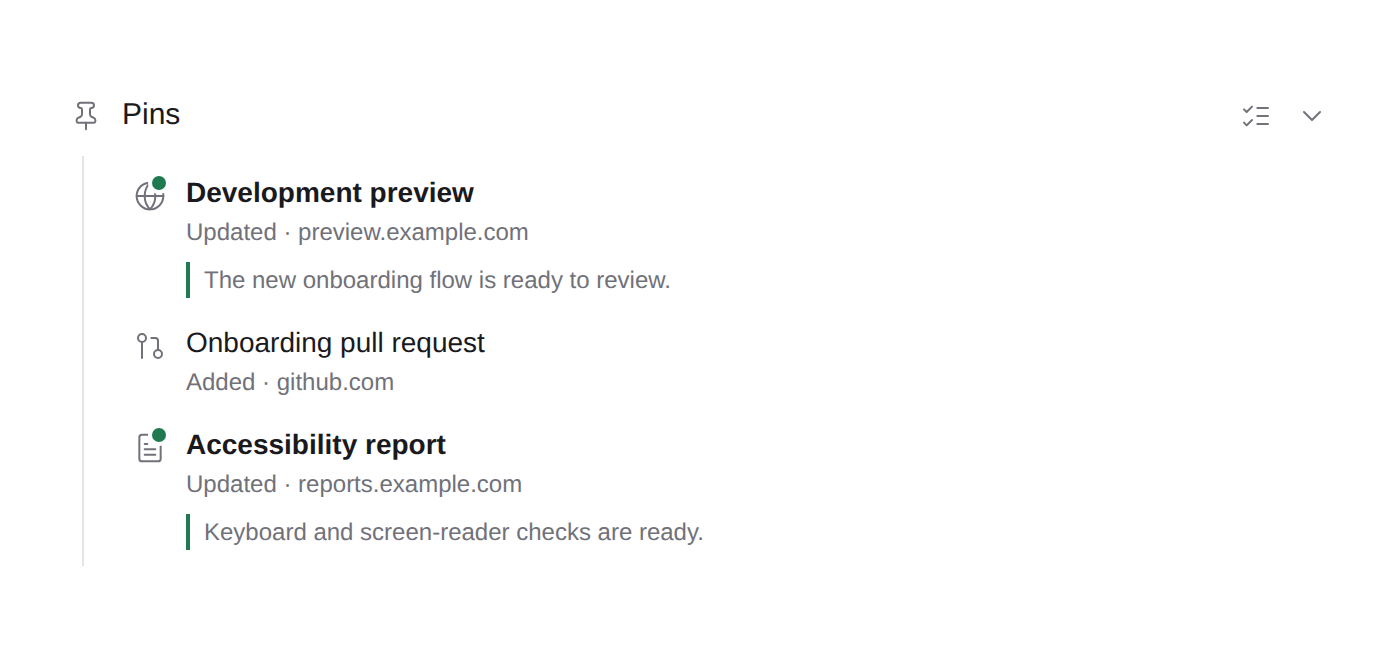 Pins
Development preview
Updated · preview.example.com
The new onboarding flow is ready to review.
Onboarding pull request
Added · github.com
Accessibility report
Updated · reports.example.com
Keyboard and screen-reader checks are ready.